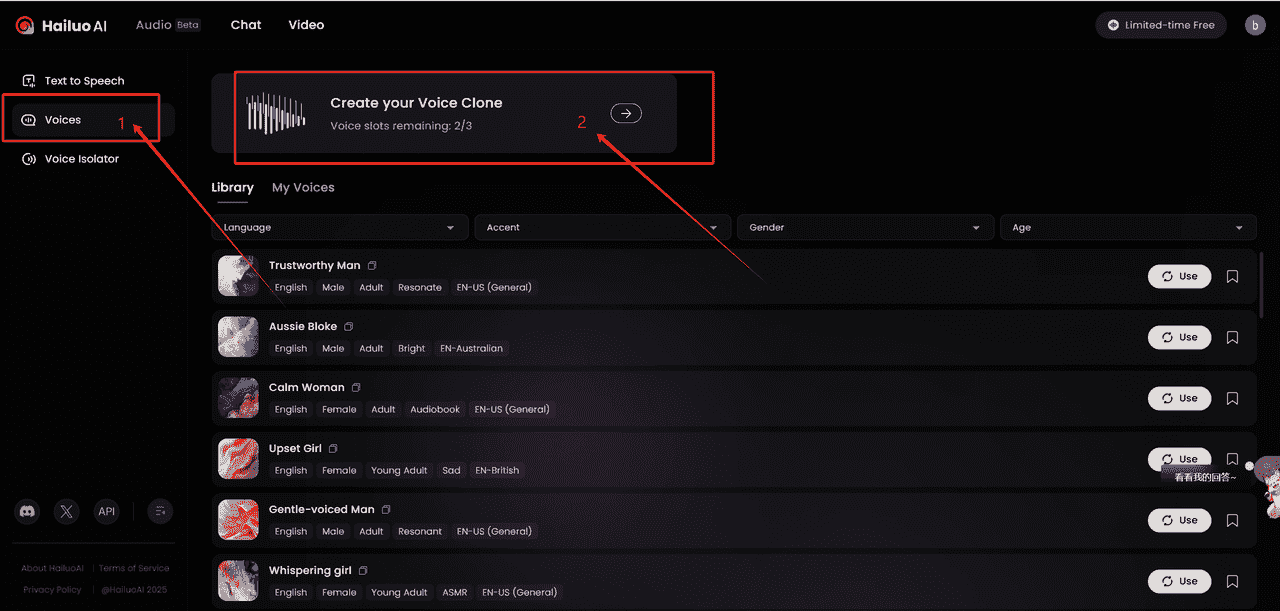 Hailuo AI Audio Beta Chat Video Limited-time Free b
Text to Speech
Voices 1
Voice Isolator
Create your Voice Clone
Voice slots remaining: 2/3
2
Library My Voices
Language Accent Gender Age
Trustworthy Man
English Male Adult Resonate EN-US (General)
Use
Aussie Bloke
English Male Adult Bright EN-Australian
Use
Calm Woman
English Female Adult Audiobook EN-US (General)
Use
Upset Girl
English Female Young Adult Sad EN-British
Use
看看我的回答~
Gentle-voiced Man
English Male Adult Resonant EN-US (General)
Use
Whispering girl
English Female Young Adult ASMR EN-US (General)
Use
API
About HailuoAI Terms of Service
Privacy Policy @HailuoAI 2025